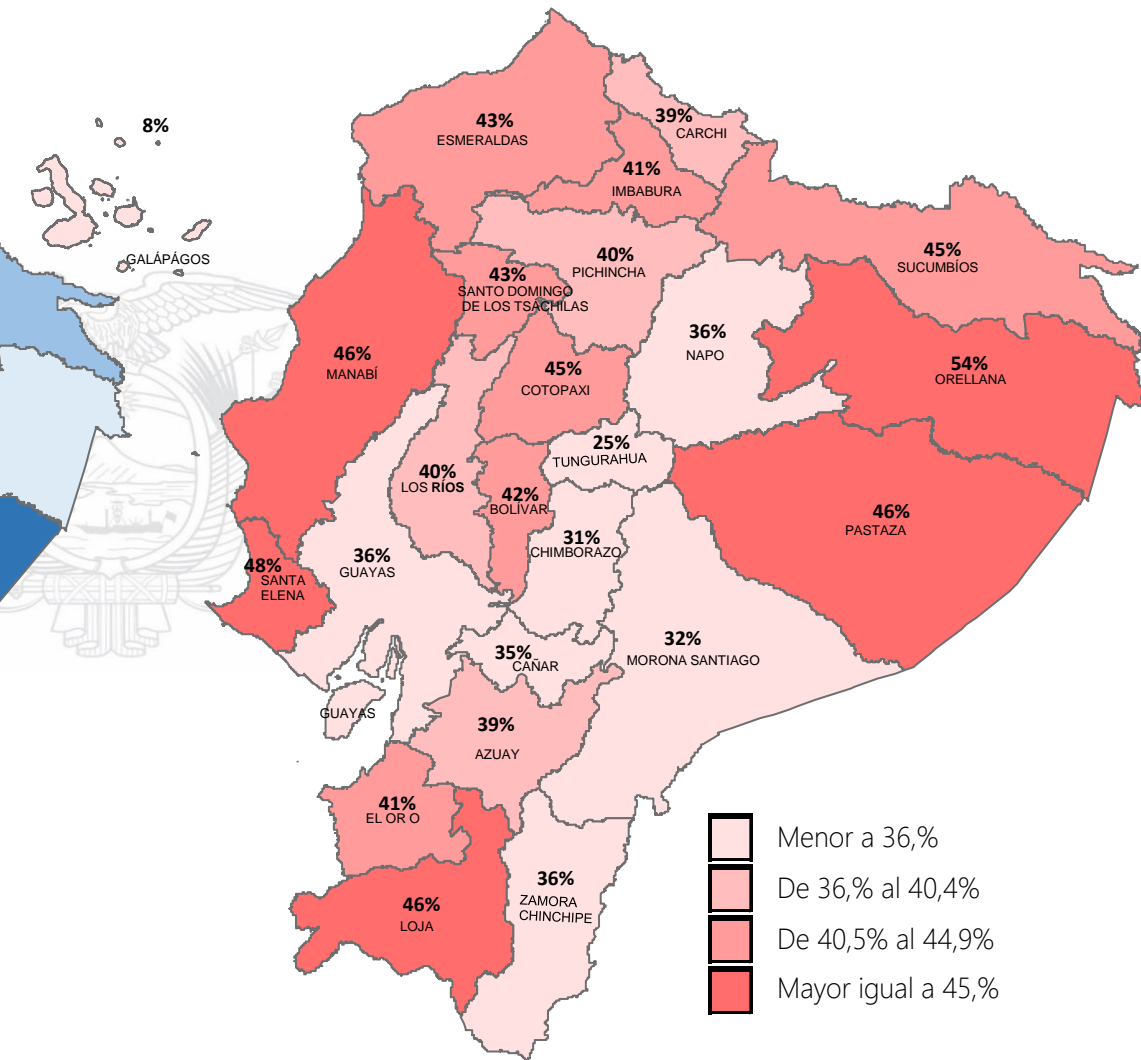 8%
GALÁPÁGOS
43%
ESMERALDAS
39%
CARCHI
41%
IMBABURA
40%
PICHINCHA
45%
SUCUMBÍOS
43%
SANTO DOMINGO
DE LOS TSÁCHILAS
36%
NAPO
46%
MANABÍ
45%
COTOPAXI
54%
ORELLANA
25%
TUNGURAHUA
40%
LOS RÍOS
42%
BOLÍVAR
46%
PASTAZA
31%
CHIMBORAZO
36%
GUAYAS
48%
SANTA
ELENA
32%
MORONA SANTIAGO
35%
CAÑAR
GUAYAS
39%
AZUAY
41%
EL OR O
36%
ZAMORA
CHINCHIPE
46%
LOJA
Menor a 36,%
De 36,% al 40,4%
De 40,5% al 44,9%
Mayor igual a 45,%